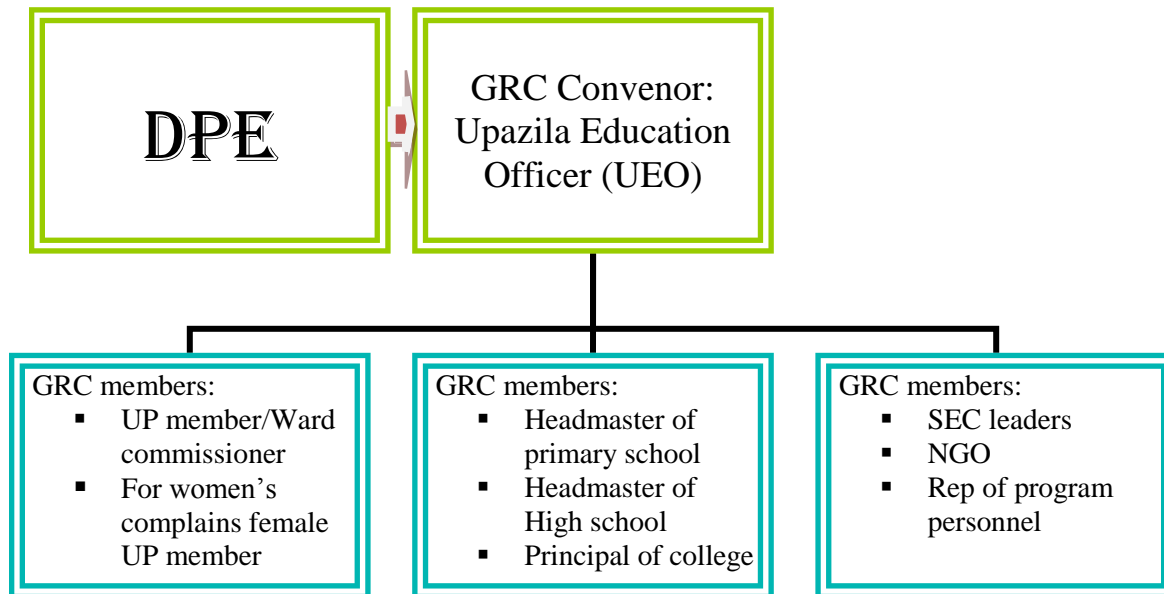 DPE
GRC Convenor:
Upazila Education
Officer (UEO)
GRC members:
▪ UP member/Ward
commissioner
▪ For women’s
complains female
UP member
GRC members:
▪ Headmaster of
primary school
▪ Headmaster of
High school
▪ Principal of college
GRC members:
▪ SEC leaders
▪ NGO
▪ Rep of program
personnel